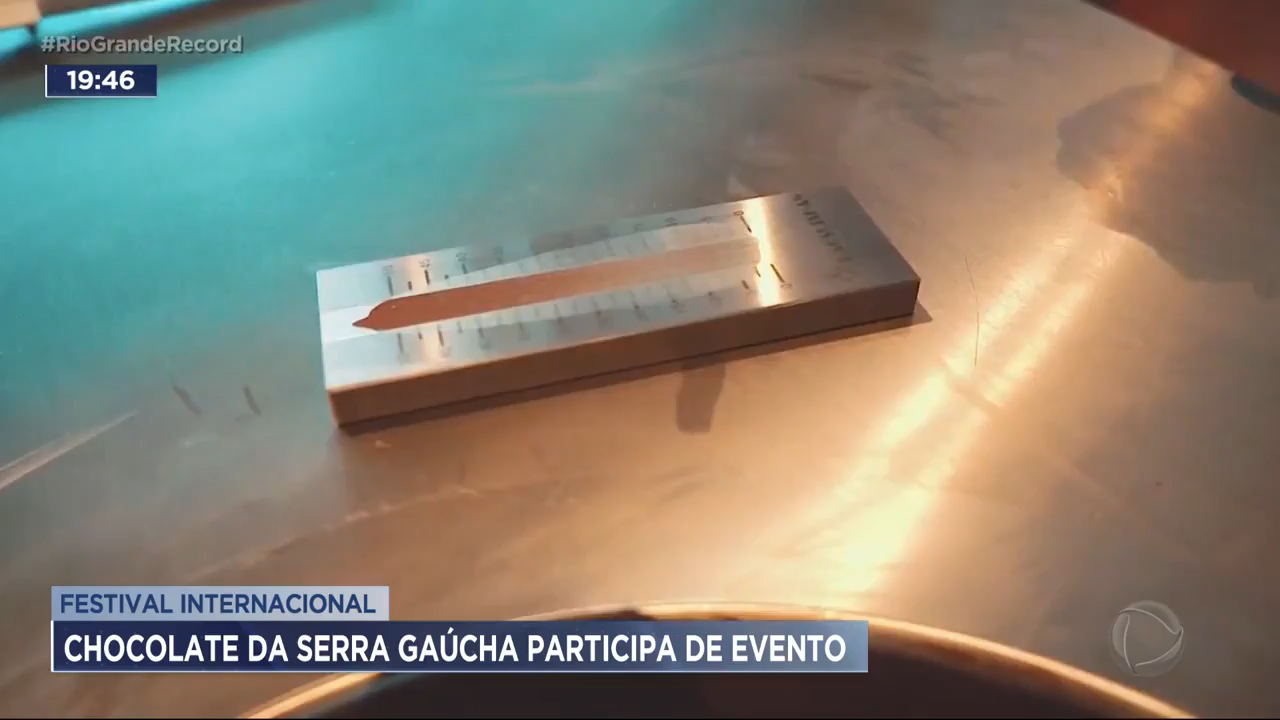 #RioGrandeRecord
19:46
FESTIVAL INTERNACIONAL
CHOCOLATE DA SERRA GAÚCHA PARTICIPA DE EVENTO